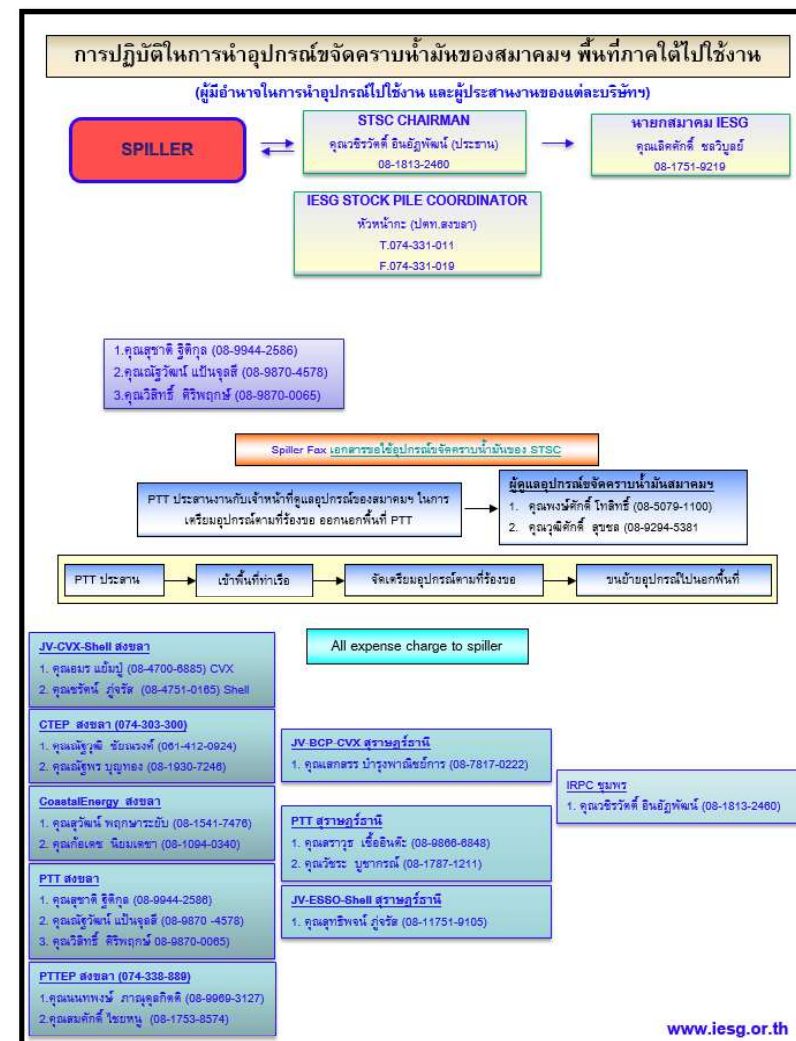 การปฏิบัติในการนำอุปกรณ์ขจัดคราบน้ำมันของสมาคมฯ พื้นที่ภาคใต้ไปใช้งาน
(ผู้มีอำนาจในการนำอุปกรณ์ไปใช้งาน และผู้ประสานงานของแต่ละบริษัทฯ)
SPILLER
STSC CHAIRMAN
คุณวชิรวัตติ์ อินอัฏพัฒน์ (ประธาน)
08-1813-2460
นายกสมาคม IESG
คุณเลิศศักดิ์ ชลวิบูลย์
08-1751-9219
IESG STOCK PILE COORDINATOR
หัวหน้ากะ (ปตท.สงขลา)
T.074-331-011
F.074-331-019
1.คุณสุชาติ ฐิติกุล (08-9944-2586)
2.คุณณัฐวัฒน์ แป้นจุลสี (08-9870-4578)
3.คุณวิสิทธิ์ ศิริพฤกษ์ (08-9870-0065)
Spiller Fax เอกสารขอใช้อุปกรณ์ขจัดคราบน้ำมันของ STSC
PTT ประสานงานกับเจ้าหน้าที่ดูแลอุปกรณ์ของสมาคมฯ ในการ
เตรียมอุปกรณ์ตามที่ร้องขอ ออกนอกพื้นที่ PTT
ผู้ดูแลอุปกรณ์ขจัดคราบน้ำมันสมาคมฯ
1. คุณพงษ์ศักดิ์ โทสิทธิ์ (08-5079-1100)
2. คุณวุฒิศักดิ์ สุขชล (08-9294-5381
PTT ประสาน
เข้าพื้นที่ท่าเรือ
จัดเตรียมอุปกรณ์ตามที่ร้องขอ
ขนย้ายอุปกรณ์ไปนอกพื้นที่
All expense charge to spiller
JV-CVX-Shell สงขลา
1. คุณอมร แย้มปู่ (08-4700-6885) CVX
2. คุณชรัตน์ ภู่จรัส (08-4751-0165) Shell
CTEP สงขลา (074-303-300)
1. คุณณัฐวุฒิ ชัยณรงค์ (061-412-0924)
2. คุณณัฐพร บุญทอง (08-1930-7246)
CoastalEnergy สงขลา
1. คุณสุวัฒน์ พฤกษาระยับ (08-1541-7476)
2. คุณก้อเดช นิยมเดชา (08-1094-0340)
PTT สงขลา
1. คุณสุชาติ ฐิติกุล (08-9944-2586)
2. คุณณัฐวัฒน์ แป้นจุลสี (08-9870 -4578)
3. คุณวิสิทธิ์ ศิริพฤกษ์ 08-9870-0065)
PTTEP สงขลา (074-338-889)
1.คุณนนทพงษ์ ภาณุดุลกิตติ (08-9969-3127)
2.คุณสมศักดิ์ ไชยหนู (08-1753-8574)
JV-BCP-CVX สุราษฎร์ธานี
1. คุณเสกสรร บำรุงพาณิชย์การ (08-7817-0222)
PTT สุราษฎร์ธานี
1. คุณสราวุธ เชื้ออินต๊ะ (08-9866-6848)
2. คุณวัชระ บูชากรณ์ (08-1787-1211)
JV-ESSO-Shell สุราษฎร์ธานี
1. คุณสุทธิพจน์ ภู่จรัส (08-11751-9105)
IRPC ชุมพร
1. คุณวชิรวัตติ์ อินอัฏพัฒน์ (08-1813-2460)
www.iesg.or.th